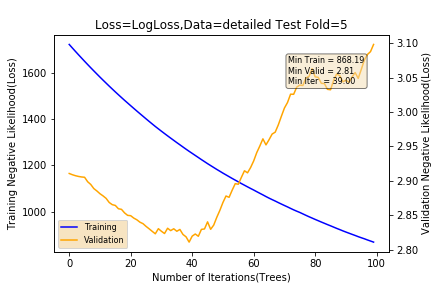 Loss=LogLoss,Data=detailed Test Fold=5
Training Negative Likelihood(Loss)
1600
1400
1200
1000
3.10
3.05
3.00
2.95
2.90
2.85
2.80
Validation Negative Likelihood(Loss)
Min Train = 868.19
Min Valid = 2.81
Min Iter = 39.00
Training
Validation
0 20 40 60 80 100
Number of Iterations(Trees)